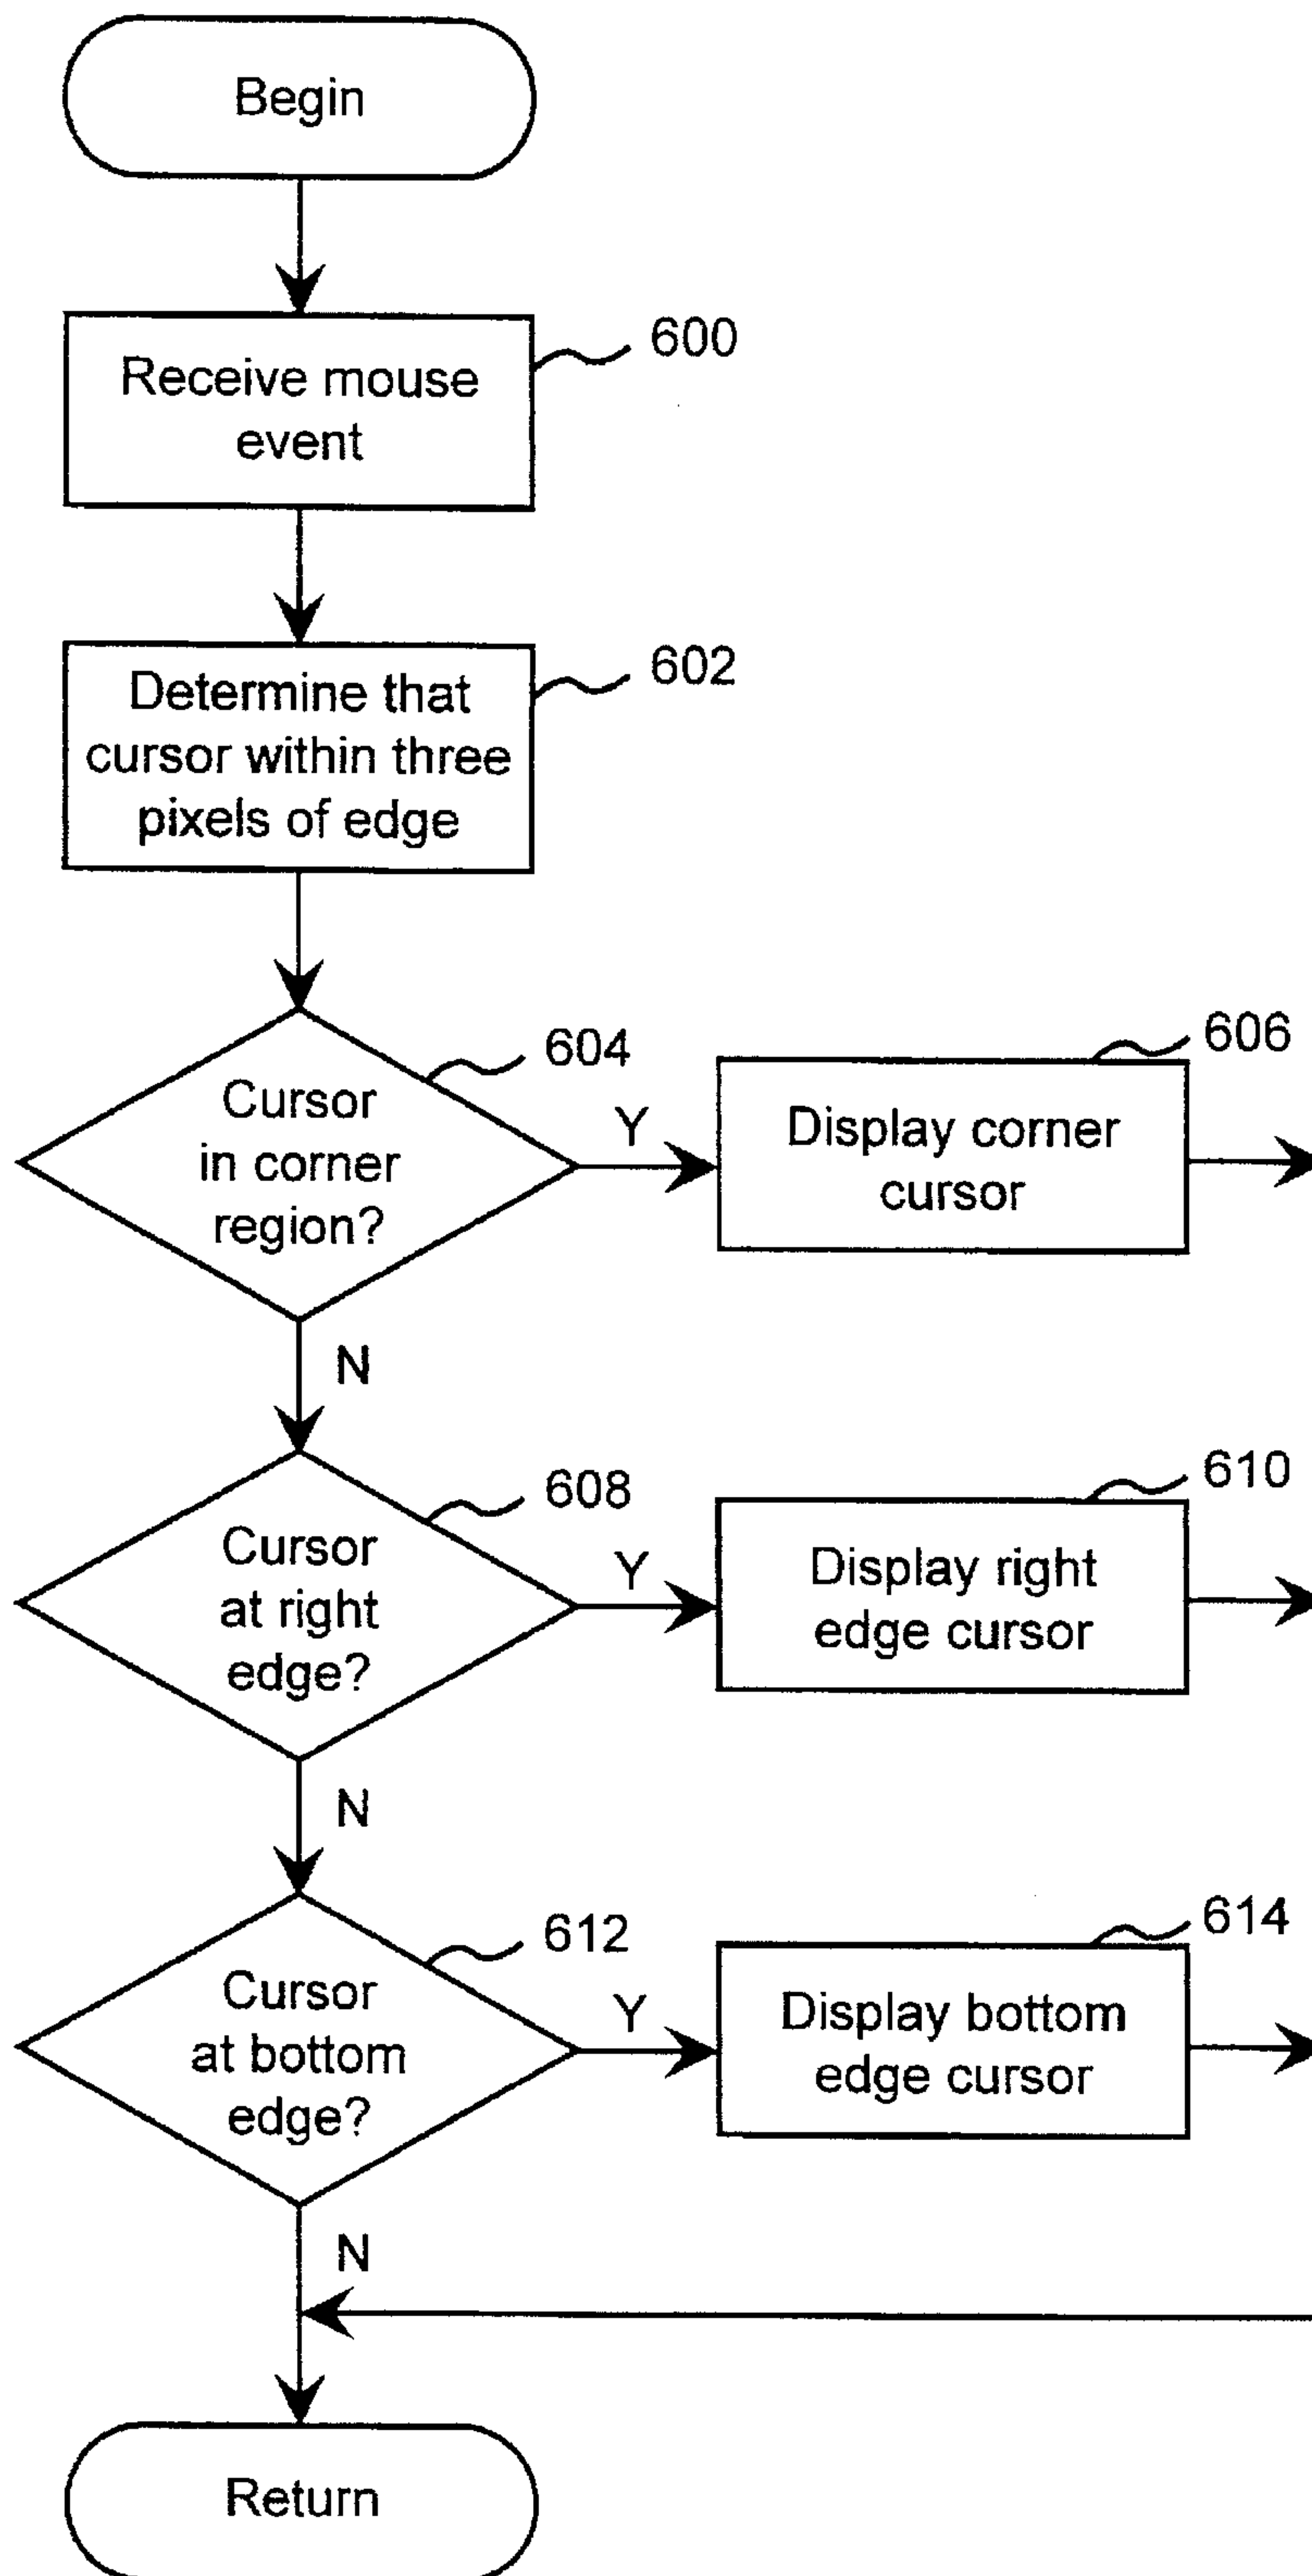 Begin
600
Receive mouse
event
602
Determine that
cursor within three
pixels of edge
604
Cursor
in corner
region?
Y
606
Display corner
cursor
N
608
Cursor
at right
edge?
Y
610
Display right
edge cursor
N
612
Cursor
at bottom
edge?
Y
614
Display bottom
edge cursor
N
Return